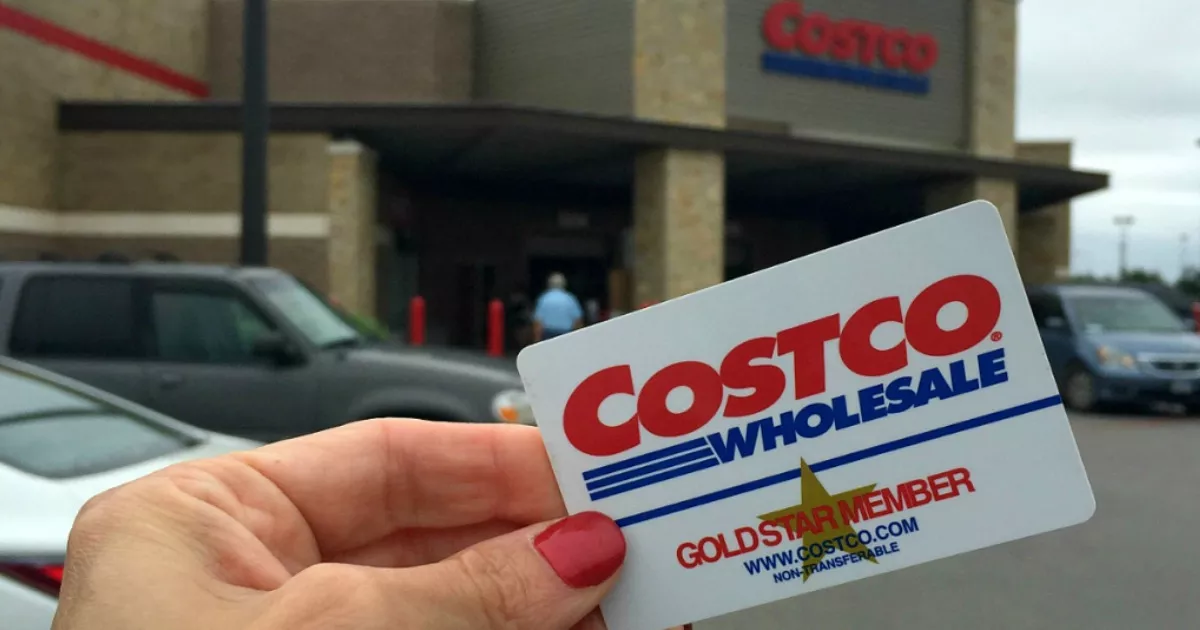 COSTCO
COSTCO®
WHOLESALE
GOLD STAR MEMBER
WWW.COSTCO.COM
NON-TRANSFERABLE